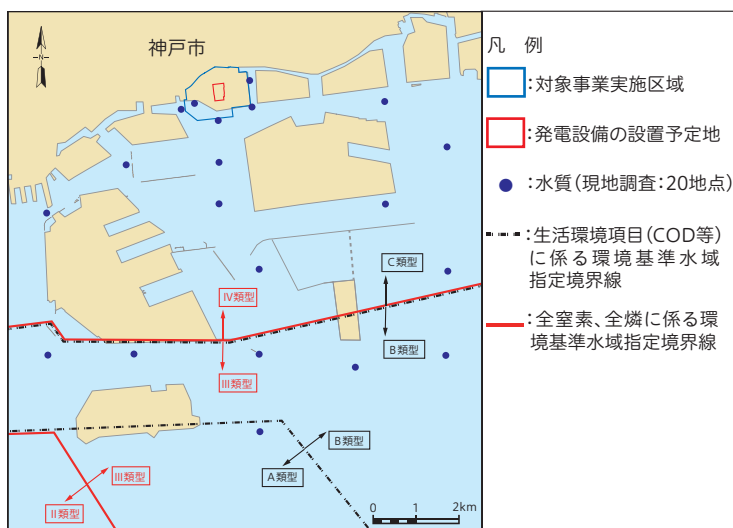 神戸市
N
凡 例
:対象事業実施区域
:発電設備の設置予定地
:水質(現地調査:20地点)
:生活環境項目(COD等)
に係る環境基準水域
指定境界線
:全窒素、全燐に係る環
境基準水域指定境界線
C類型
IV類型
B類型
III類型
B類型
III類型
A類型
II類型
0 1 2km